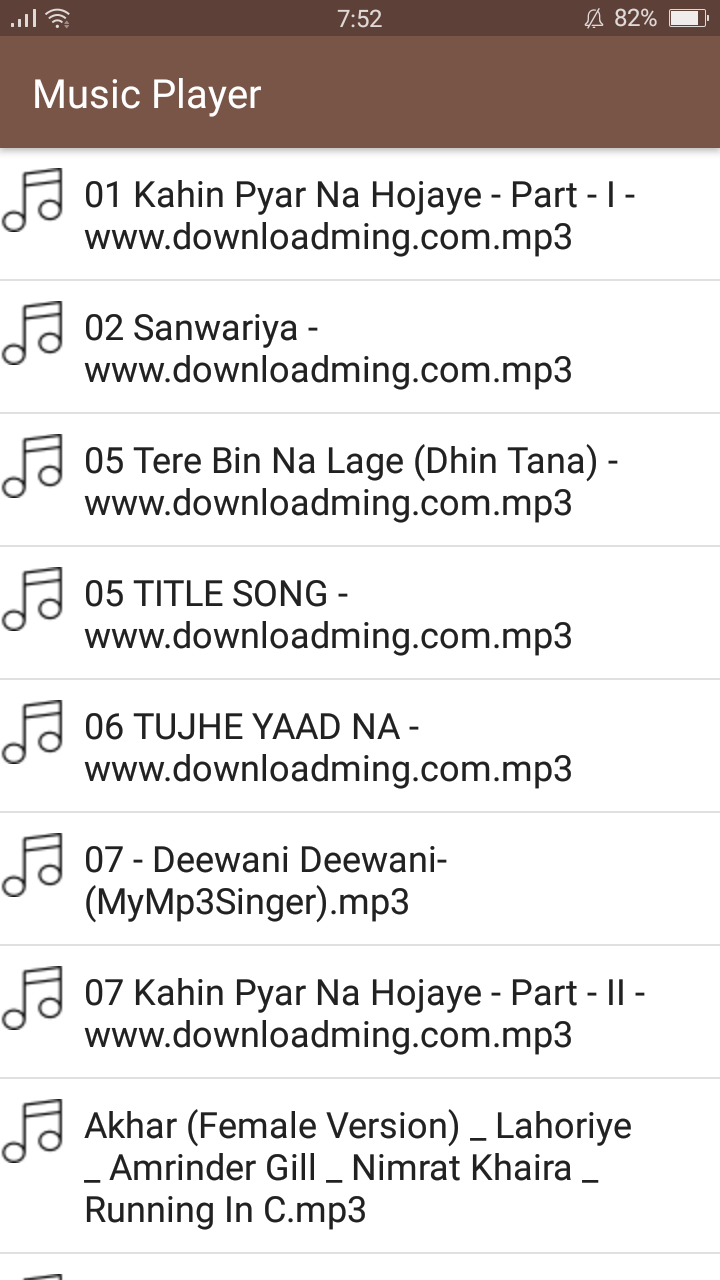 7:52 82%
Music Player
01 Kahin Pyar Na Hojaye - Part - I -
www.downloadming.com.mp3
02 Sanwariya -
www.downloadming.com.mp3
05 Tere Bin Na Lage (Dhin Tana) -
www.downloadming.com.mp3
05 TITLE SONG -
www.downloadming.com.mp3
06 TUJHE YAAD NA -
www.downloadming.com.mp3
07 - Deewani Deewani-
(MyMp3Singer).mp3
07 Kahin Pyar Na Hojaye - Part - II -
www.downloadming.com.mp3
Akhar (Female Version) _ Lahoriye
_ Amrinder Gill _ Nimrat Khaira _
Running In C.mp3